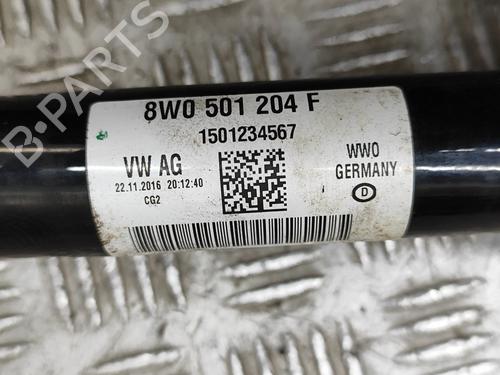 B-PARTS
8W0 501 204 F
1501234567
VW AG
22.11.2016 20:12:40
CG2
WWO
GERMANY
D